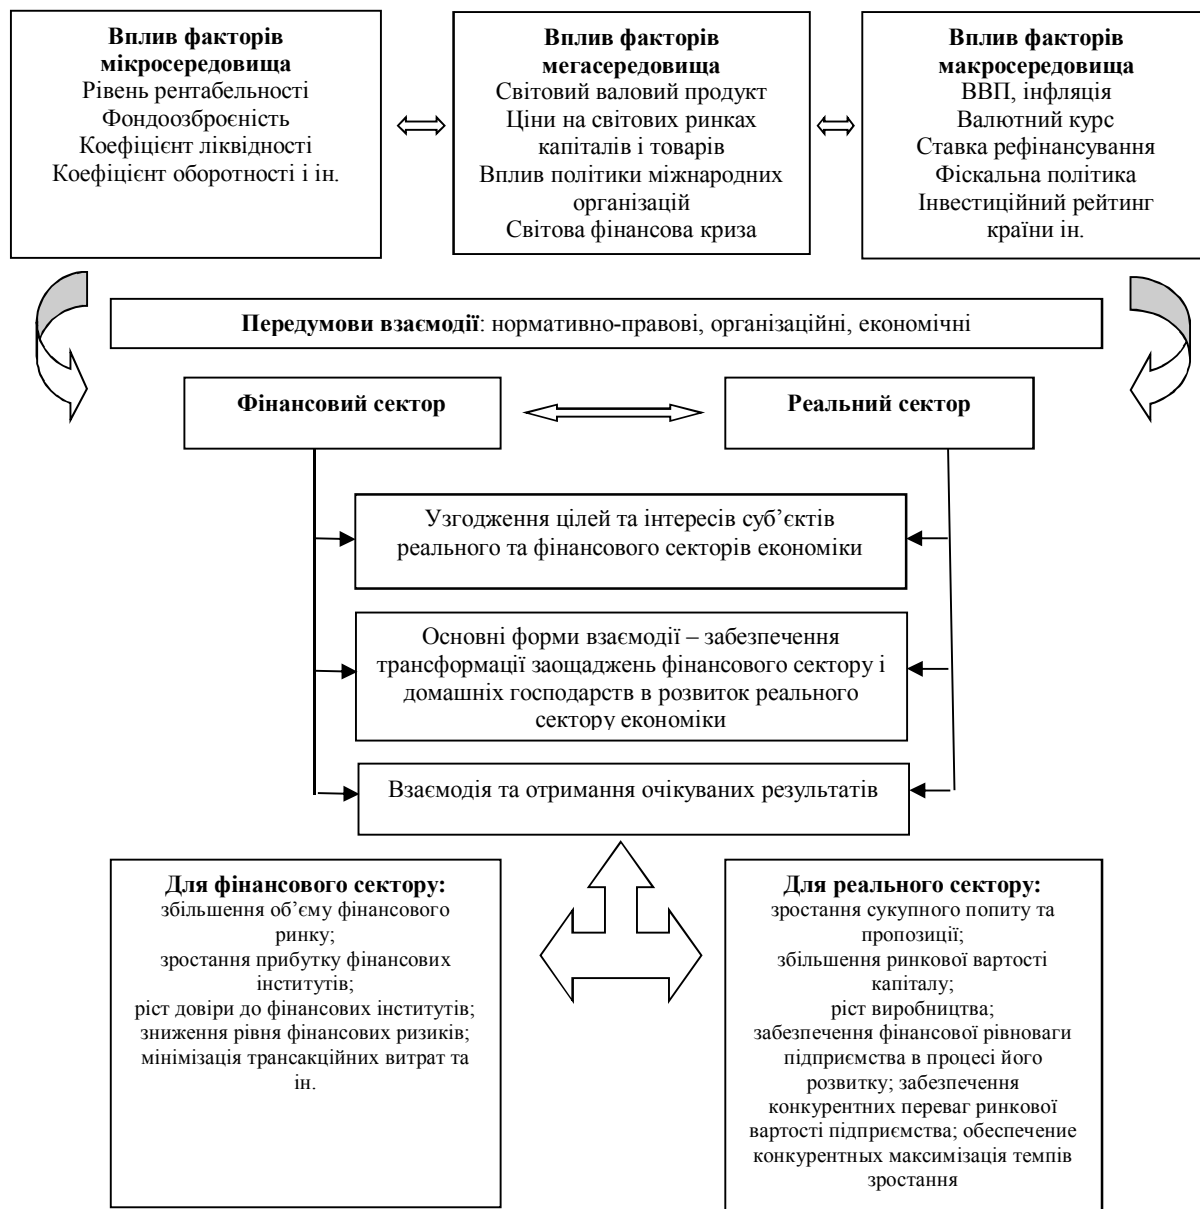 Вплив факторів
мікросередовища
Рівень рентабельності
Фондоозброєність
Коефіцієнт ліквідності
Коефіцієнт оборотності і ін.
Вплив факторів
мегасередовища
Світовий валовий продукт
Ціни на світових ринках
капіталів і товарів
Вплив політики міжнародних
організацій
Світова фінансова криза
Вплив факторів
макросередовища
ВВП, інфляція
Валютний курс
Ставка рефінансування
Фіскальна політика
Інвестиційний рейтинг
країни ін.
Передумови взаємодії: нормативно-правові, організаційні, економічні
Фінансовий сектор
Реальний сектор
Узгодження цілей та інтересів суб’єктів
реального та фінансового секторів економіки
Основні форми взаємодії – забезпечення
трансформації заощаджень фінансового сектору і
домашніх господарств в розвиток реального
сектору економіки
Взаємодія та отримання очікуваних результатів
Для фінансового сектору:
збільшення об’єму фінансового
ринку;
зростання прибутку фінансових
інститутів;
ріст довіри до фінансових інститутів;
зниження рівня фінансових ризиків;
мінімізація трансакційних витрат та
ін.
Для реального сектору:
зростання сукупного попиту та
пропозиції;
збільшення ринкової вартості
капіталу;
ріст виробництва;
забезпечення фінансової рівноваги
підприємства в процесі його
розвитку; забезпечення
конкурентних переваг ринкової
вартості підприємства; обеспечение
конкурентных максимізація темпів
зростання